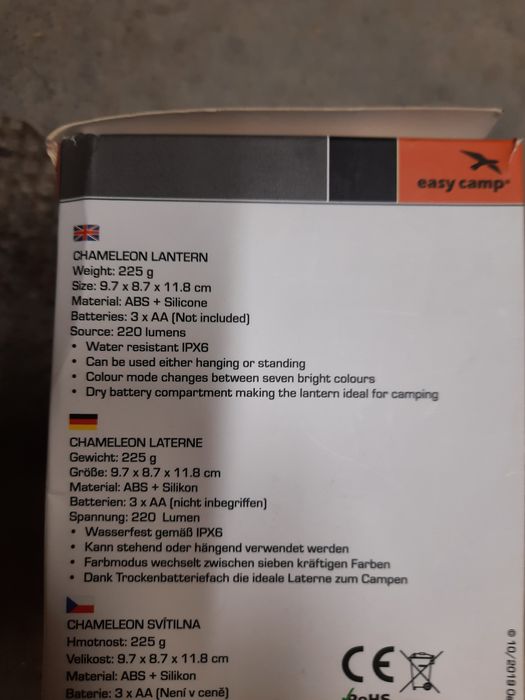 easy camp®
CHAMELEON LANTERN
Weight: 225 g
Size: 9.7 x 8.7 x 11.8 cm
Material: ABS + Silicone
Batteries: 3 x AA (Not included)
Source: 220 lumens
• Water resistant IPX6
• Can be used either hanging or standing
• Colour mode changes between seven bright colours
• Dry battery compartment making the lantern ideal for camping
CHAMELEON LATERNE
Gewicht: 225 g
Größe: 9.7 x 8.7 x 11.8 cm
Material: ABS + Silikon
Batterien: 3 x AA (nicht inbegriffen)
Spannung: 220 Lumen
• Wasserfest gemäß IPX6
• Kann stehend oder hängend verwendet werden
• Farbmodus wechselt zwischen sieben kräftigen Farben
• Dank Trockenbatteriefach die ideale Laterne zum Campen
CHAMELEON SVÍTILNA
Hmotnost: 225 g
Velikost: 9.7 x 8.7 x 11.8 cm
Material: ABS + Silikon
Baterie: 3 x AA (Není v ceně)
CE
RoHS
© 10/2019